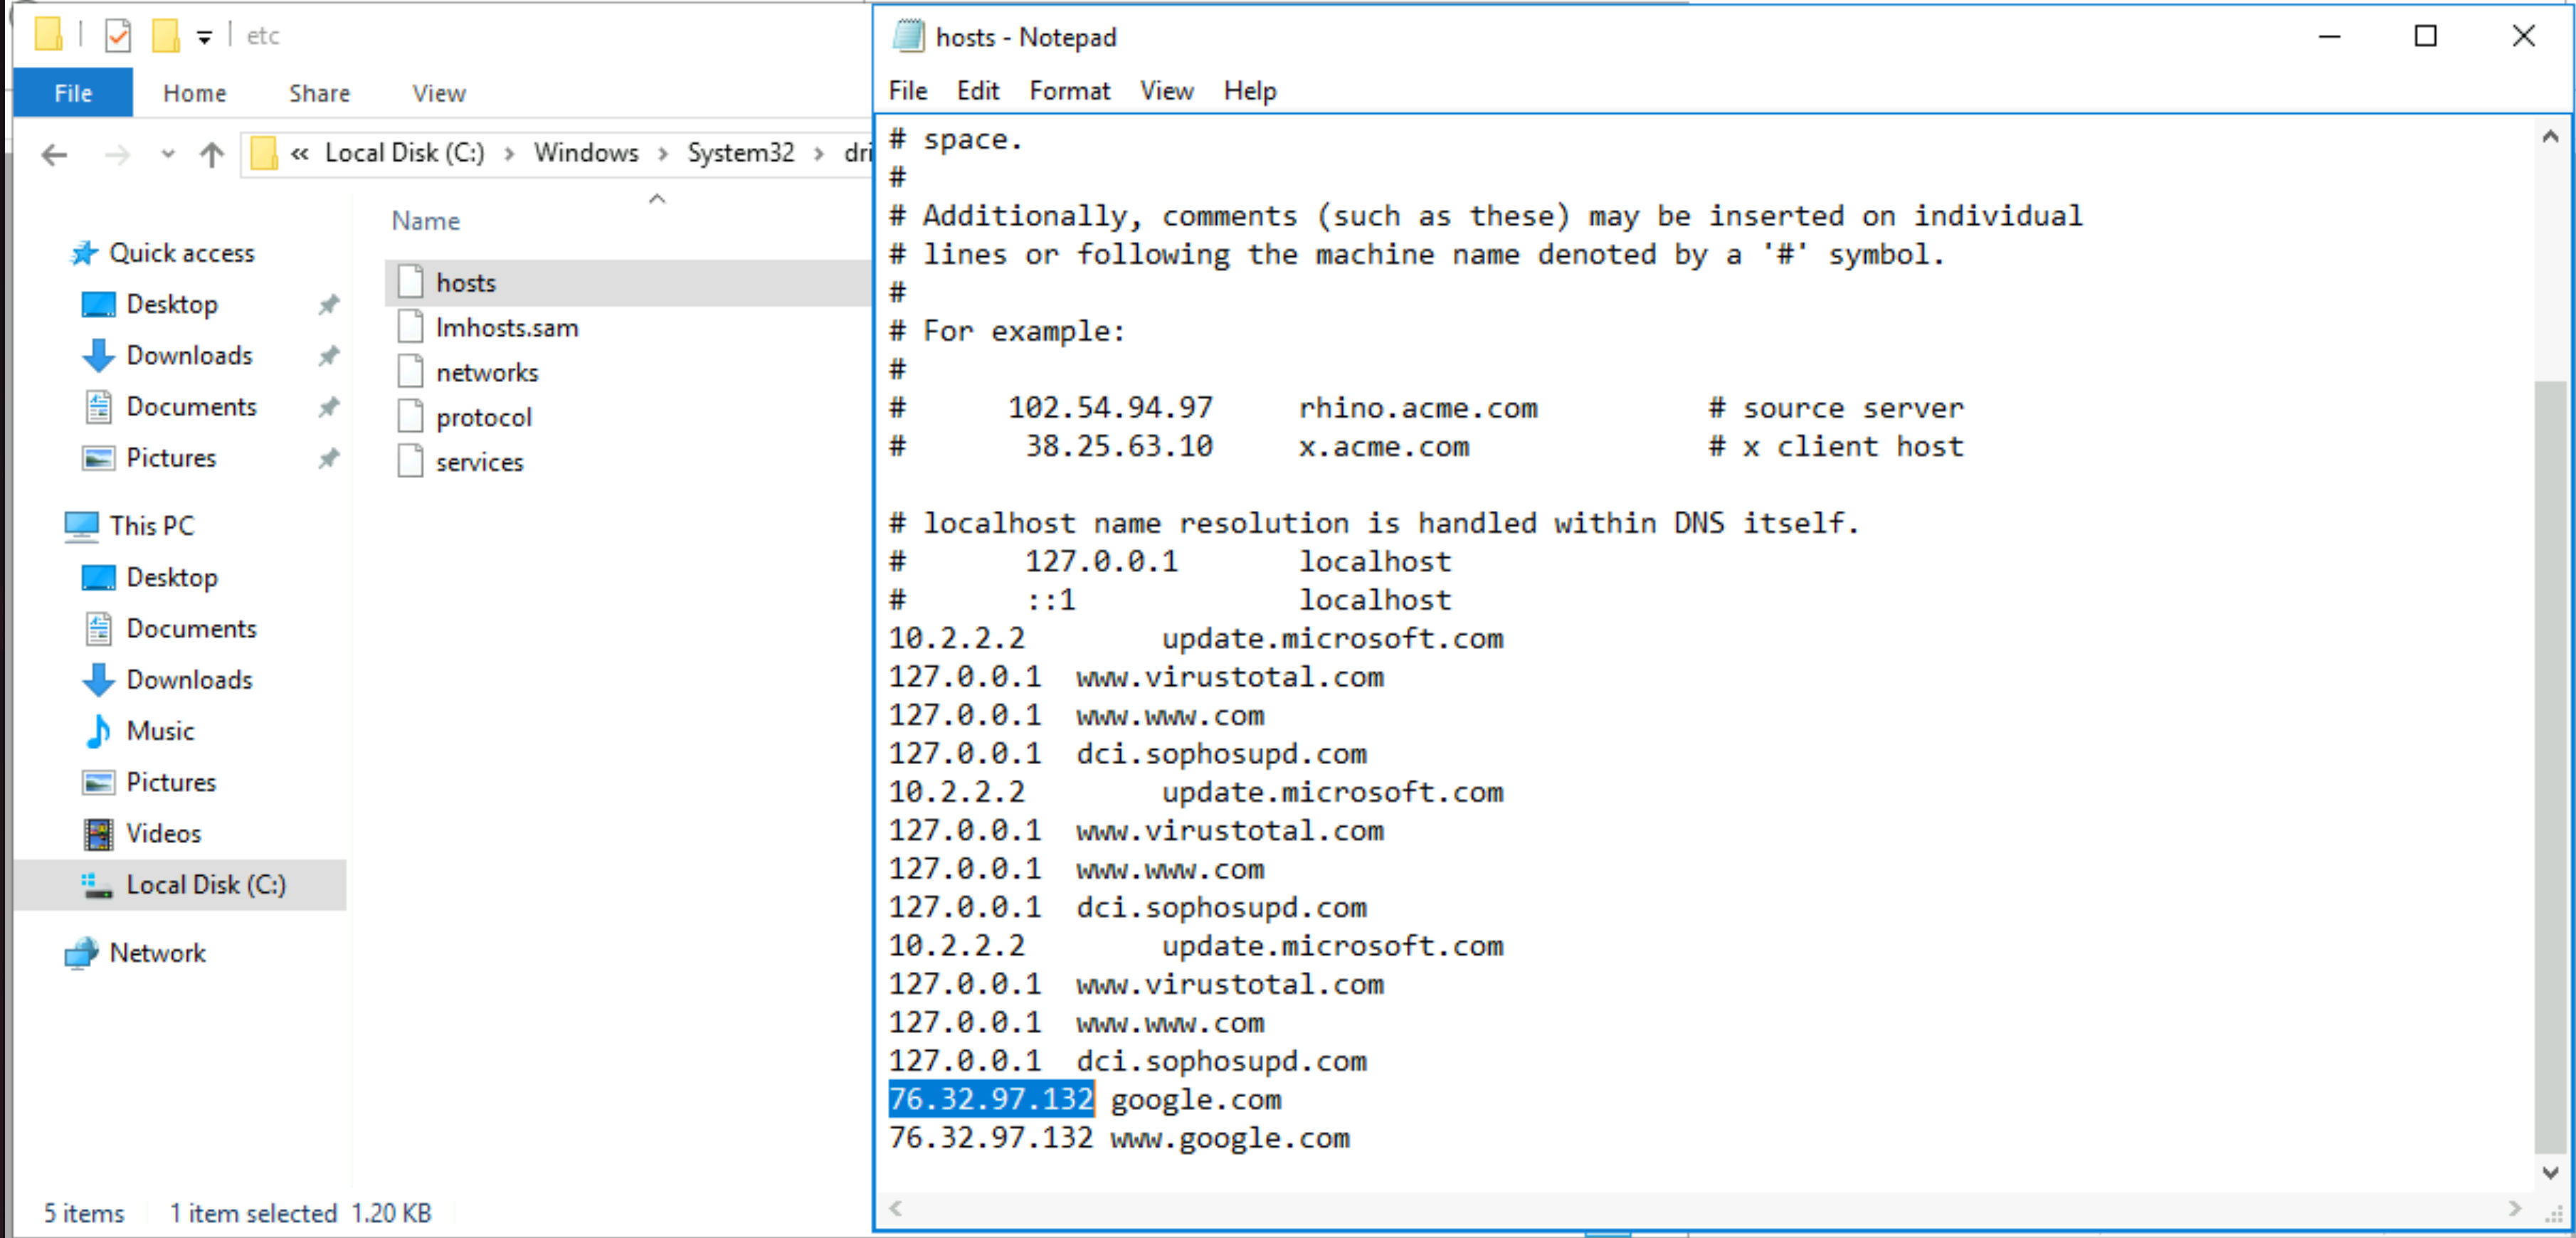 etc
File Home Share View
« Local Disk (C:) > Windows > System32 >
Name
Quick access
Desktop
Downloads
Documents
Pictures
This PC
Desktop
Documents
Downloads
Music
Pictures
Videos
Local Disk (C:)
Network
hosts
lmhosts.sam
networks
protocol
services
5 items 1 item selected 1.20 KB
hosts - Notepad
File Edit Format View Help
# space.
#
# Additionally, comments (such as these) may be inserted on individual
# lines or following the machine name denoted by a '#' symbol.
#
# For example:
#
#      102.54.94.97     rhino.acme.com          # source server
#       38.25.63.10     x.acme.com              # x client host

# localhost name resolution is handled within DNS itself.
#       127.0.0.1       localhost
#       ::1             localhost
10.2.2.2        update.microsoft.com
127.0.0.1  www.virustotal.com
127.0.0.1  www.www.com
127.0.0.1  dci.sophosupd.com
10.2.2.2        update.microsoft.com
127.0.0.1  www.virustotal.com
127.0.0.1  www.www.com
127.0.0.1  dci.sophosupd.com
10.2.2.2        update.microsoft.com
127.0.0.1  www.virustotal.com
127.0.0.1  www.www.com
127.0.0.1  dci.sophosupd.com
76.32.97.132 google.com
76.32.97.132 www.google.com